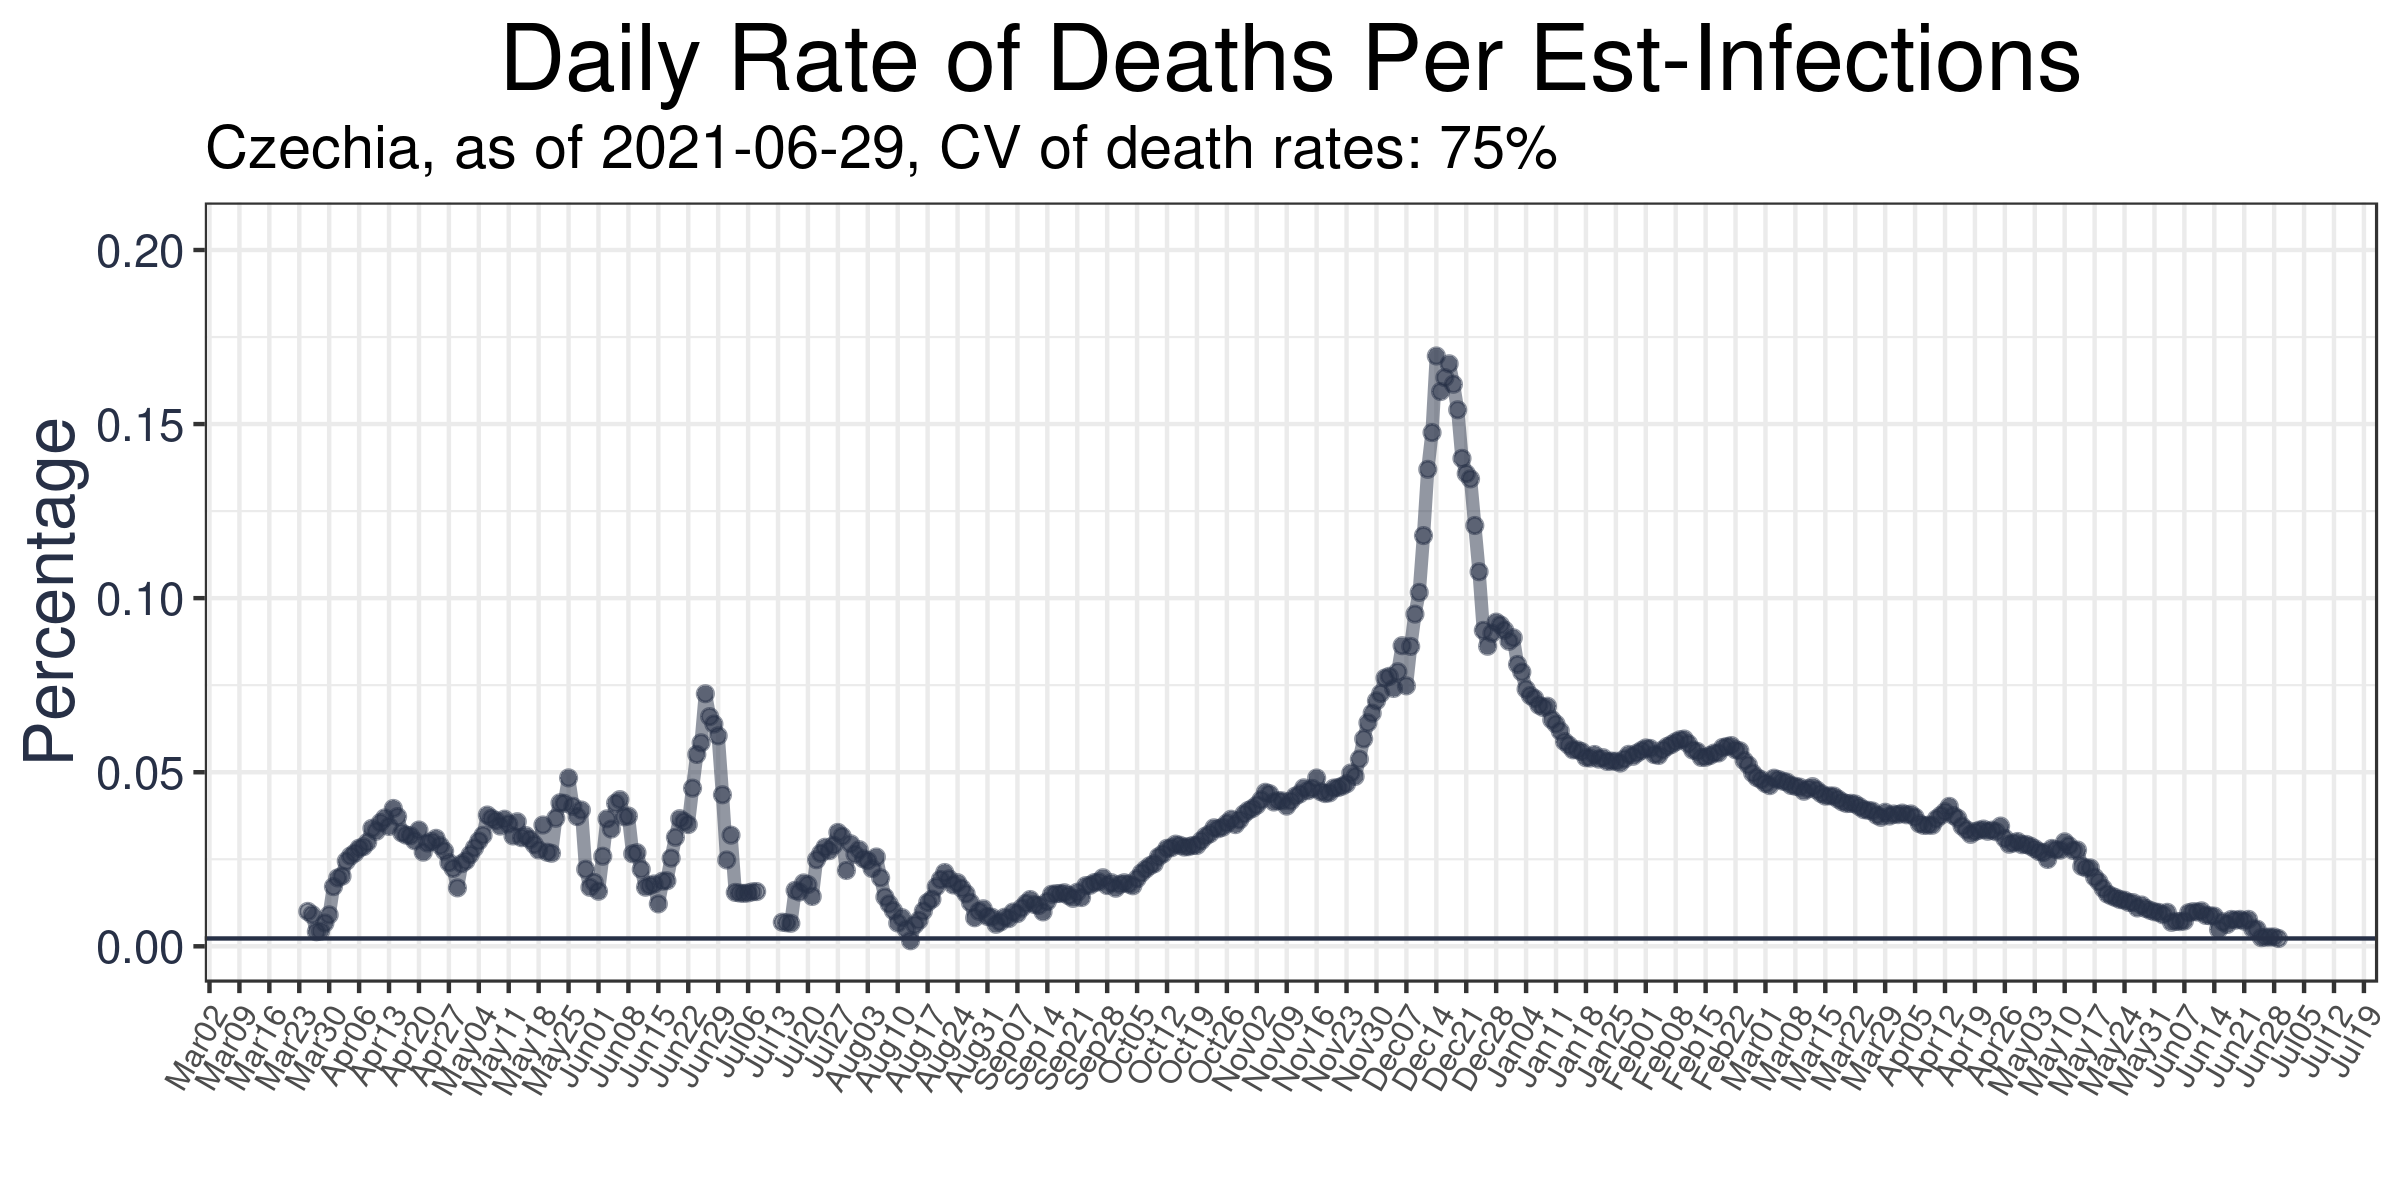 Daily Rate of Deaths Per Est-Infections
Czechia, as of 2021-06-29, CV of death rates: 75%
Percentage
0.20
0.15
0.10
0.05
0.00
Mar02
Mar09
Mar16
Mar23
Mar30
Apr06
Apr13
Apr20
Apr27
May04
May11
May18
May25
Jun01
Jun08
Jun15
Jun22
Jun29
Jul06
Jul13
Jul20
Jul27
Aug03
Aug10
Aug17
Aug24
Aug31
Sep07
Sep14
Sep21
Sep28
Oct05
Oct12
Oct19
Oct26
Nov02
Nov09
Nov16
Nov23
Nov30
Dec07
Dec14
Dec21
Dec28
Jan04
Jan11
Jan18
Jan25
Feb01
Feb08
Feb15
Feb22
Mar01
Mar08
Mar15
Mar22
Mar29
Apr05
Apr12
Apr19
Apr26
May03
May10
May17
May24
May31
Jun07
Jun14
Jun21
Jun28
Jul05
Jul12
Jul19